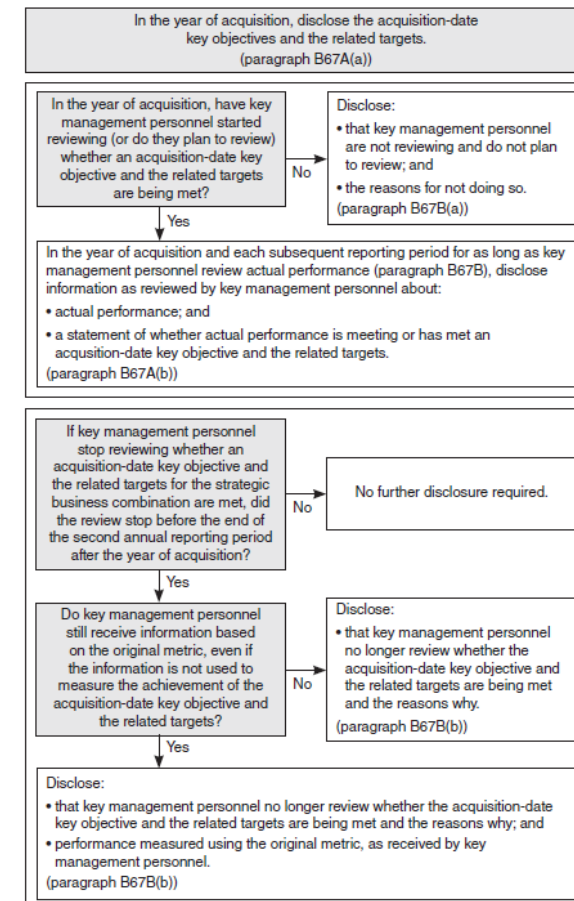 In the year of acquisition, disclose the acquisition-date
key objectives and the related targets.
(paragraph B67A(a))
In the year of acquisition, have key
management personnel started
reviewing (or do they plan to review)
whether an acquisition-date key
objective and the related targets
are being met?
No
Disclose:
• that key management personnel
are not reviewing and do not plan
to review; and
• the reasons for not doing so.
(paragraph B67B(a))
Yes
In the year of acquisition and each subsequent reporting period for as long as key
management personnel review actual performance (paragraph B67B), disclose
information as reviewed by key management personnel about:
• actual performance; and
• a statement of whether actual performance is meeting or has met an
acqusition-date key objective and the related targets.
(paragraph B67A(b))
If key management personnel
stop reviewing whether an
acquisition-date key objective and
the related targets for the strategic
business combination are met, did
the review stop before the end of
the second annual reporting period
after the year of acquisition?
No
No further disclosure required.
Yes
Do key management personnel
still receive information based
on the original metric, even if
the information is not used to
measure the achievement of the
acquisition-date key objective and
the related targets?
No
Disclose:
• that key management personnel
no longer review whether the
acquisition-date key objective and
the related targets are being met
and the reasons why.
(paragraph B67B(b))
Yes
Disclose:
• that key management personnel no longer review whether the acquisition-date
key objective and the related targets are being met and the reasons why; and
• performance measured using the original metric, as received by key
management personnel.
(paragraph B67B(b))